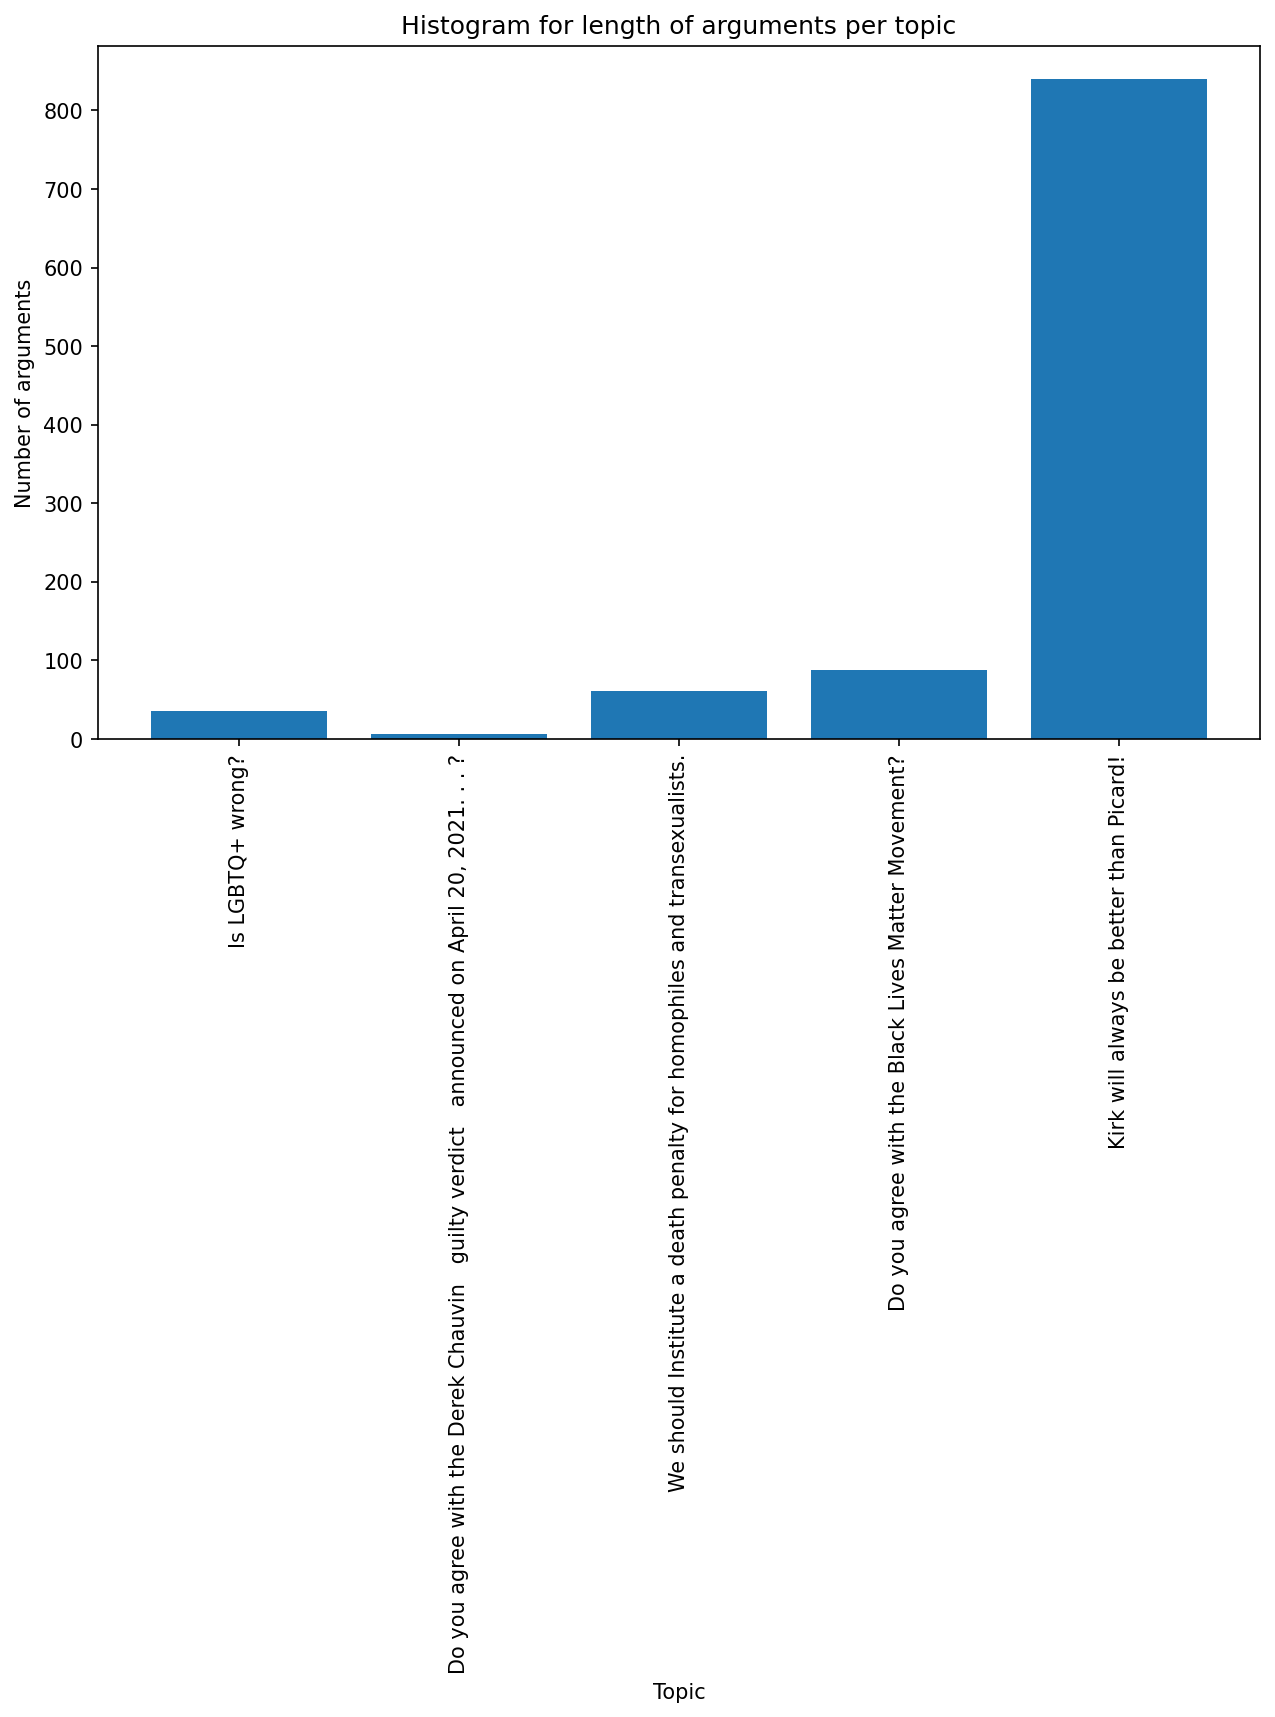 Histogram for length of arguments per topic
Number of arguments
800
700
600
500
400
300
200
100
0
Is LGBTQ+ wrong?
Do you agree with the Derek Chauvin   guilty verdict   announced on April 20, 2021. . . ?
We should Institute a death penalty for homophiles and transexualists.
Do you agree with the Black Lives Matter Movement?
Kirk will always be better than Picard!
Topic